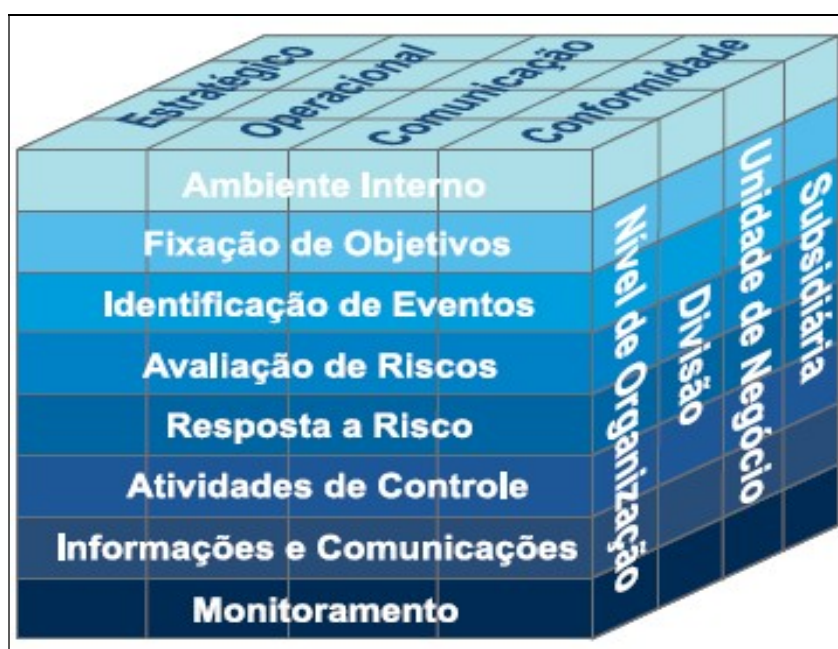 Estratégico
Operacional
Comunicação
Conformidade
Ambiente Interno
Fixação de Objetivos
Identificação de Eventos
Avaliação de Riscos
Resposta a Risco
Atividades de Controle
Informações e Comunicações
Monitoramento
Nível de Organização
Divisão
Unidade de Negócio
Subsidiária